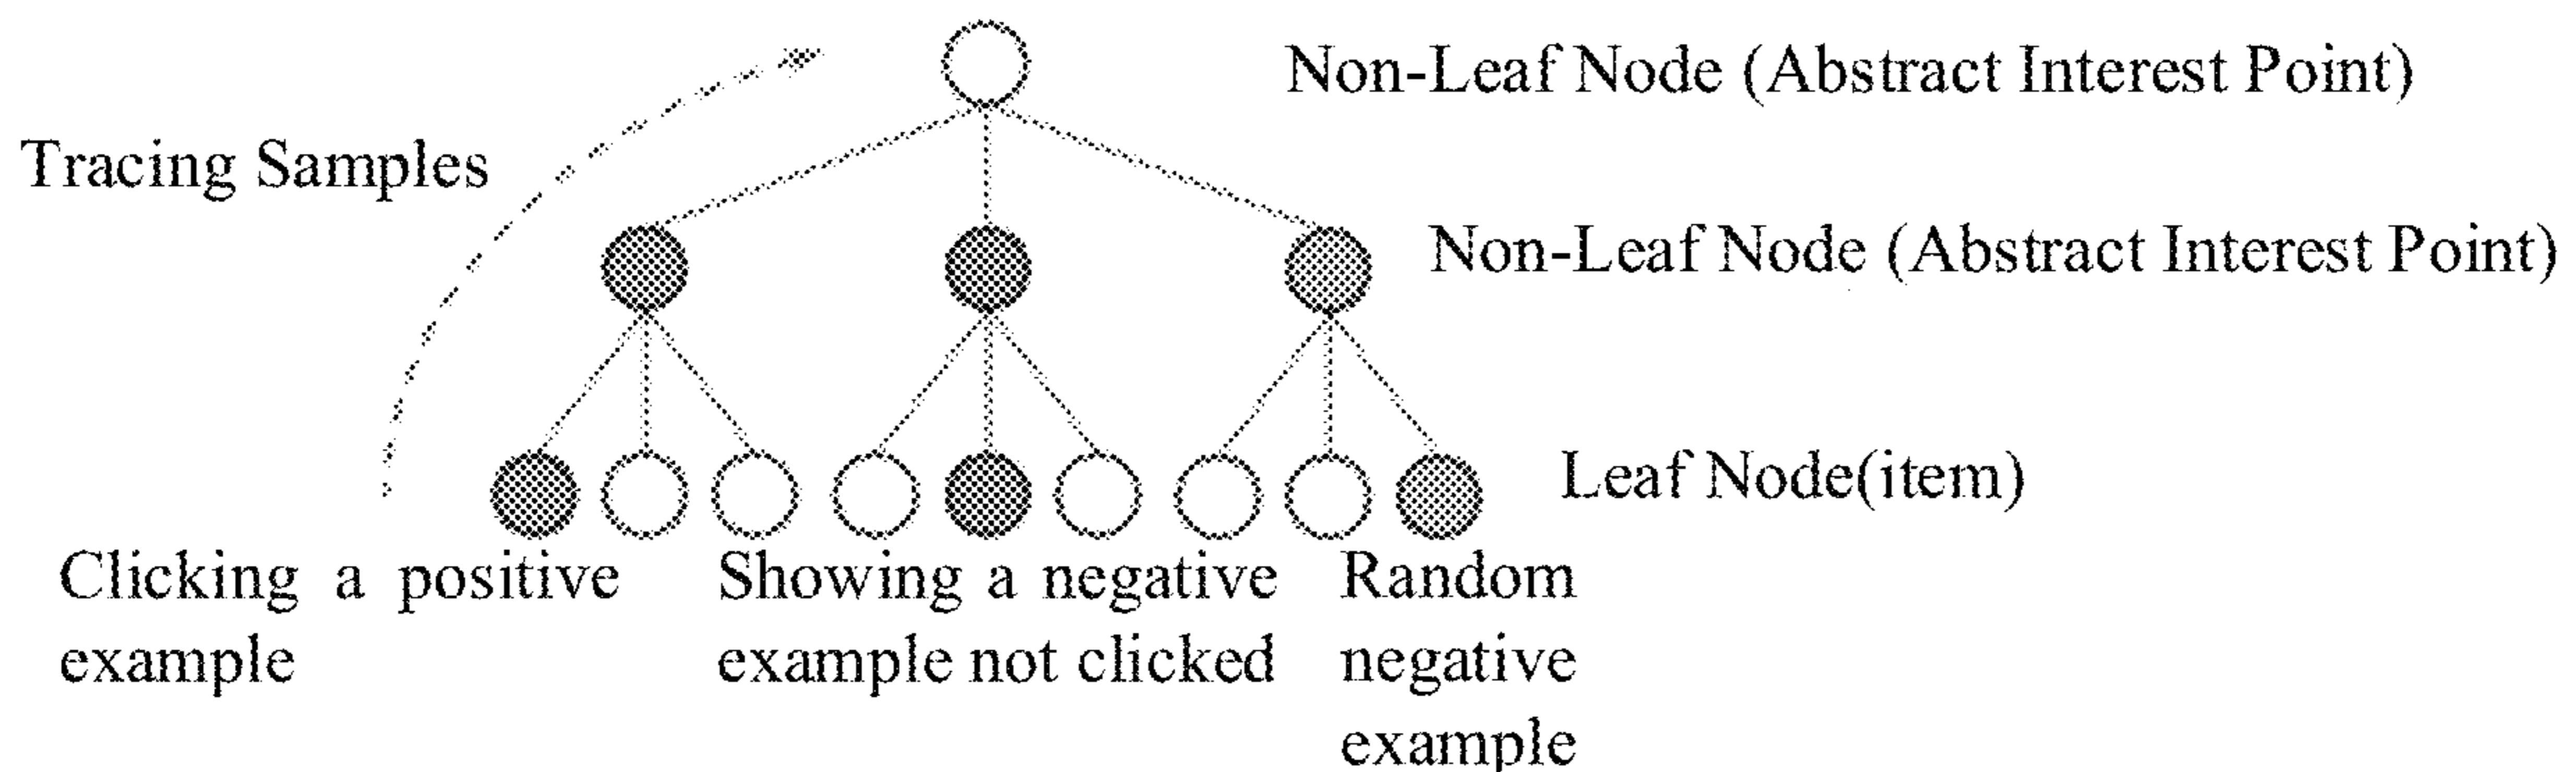 Non-Leaf Node (Abstract Interest Point)
Tracing Samples
Non-Leaf Node (Abstract Interest Point)
Leaf Node(item)
Clicking a positive
example
Showing a negative
example not clicked
Random
negative
example